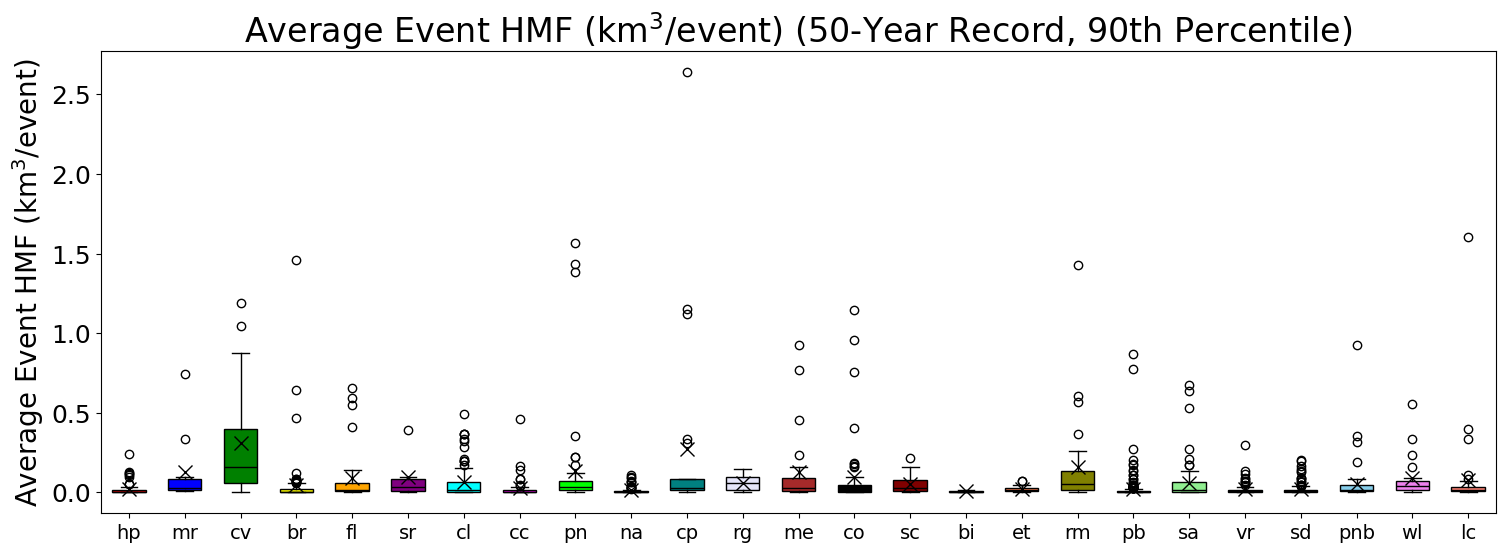 Average Event HMF (km³/event) (50-Year Record, 90th Percentile)
Average Event HMF (km³/event)
2.5
2.0
1.5
1.0
0.5
0.0
hp mr cv br fl sr cl cc pn na cp rg me co sc bi et rm pb sa vr sd pnb wl lc